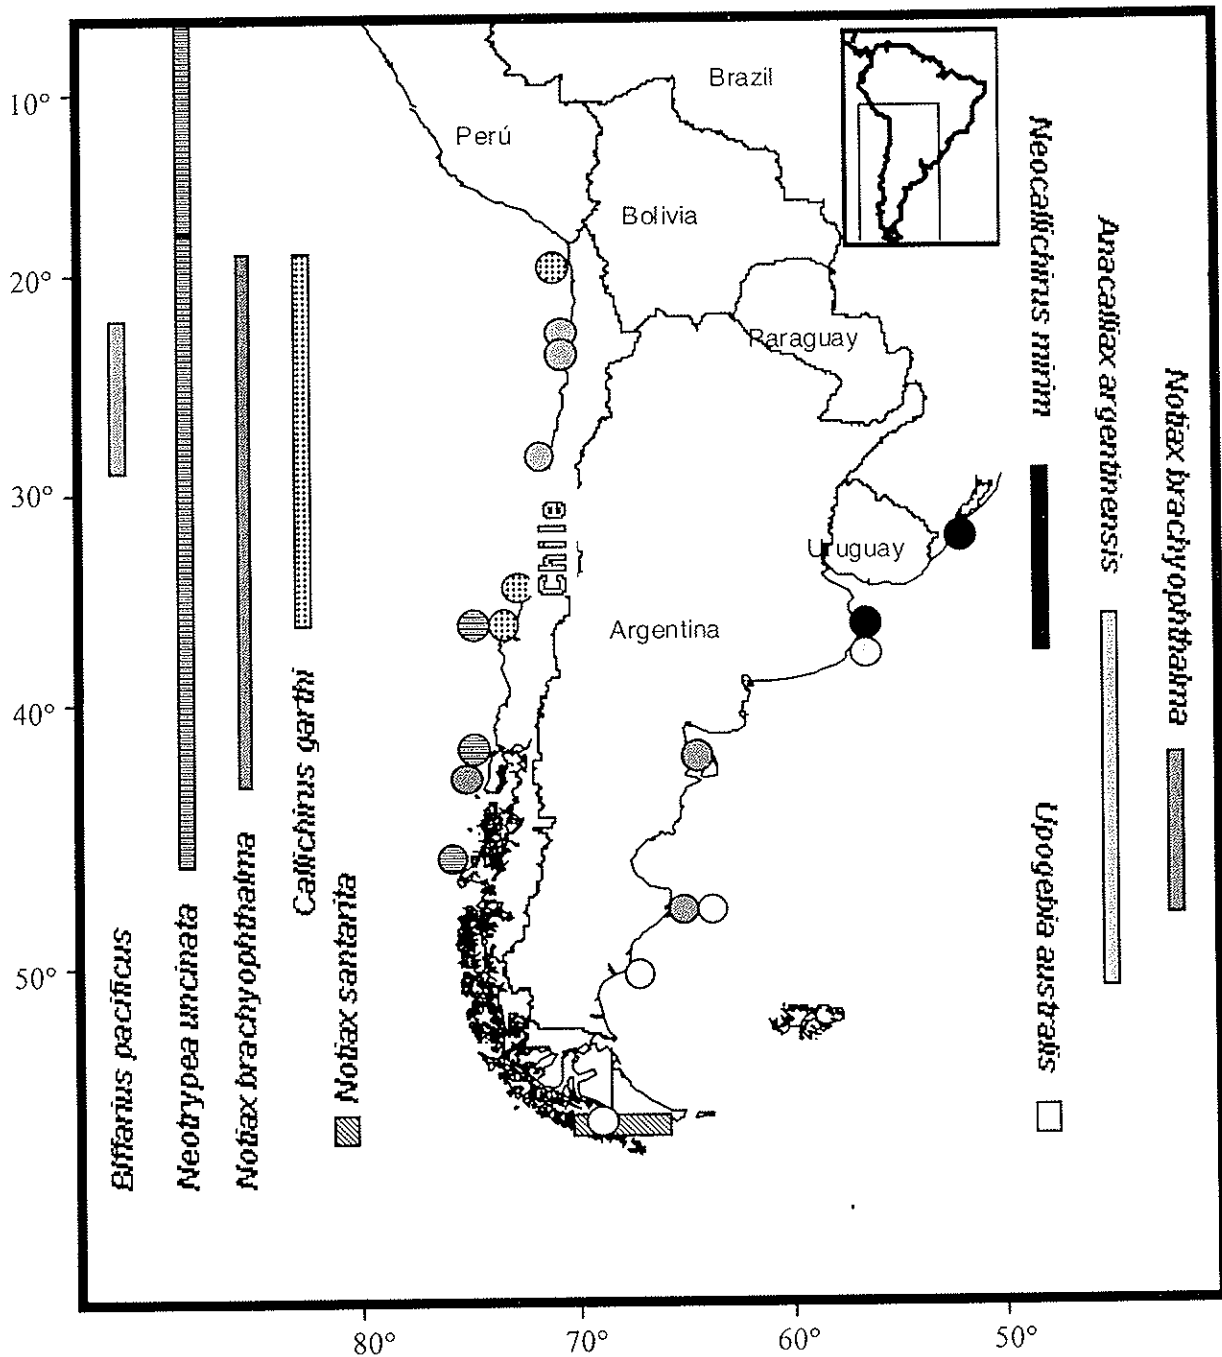 10°
20°
30°
40°
50°
80°
70°
60°
50°
Brazil
Perú
Bolivia
Paraguay
Uruguay
Chile
Argentina
Biffarius pacificus
Neotrypea uncinata
Notiax brachyophthalma
Callichirus garthi
Notiax santarita
Neocallichirus mirim
Upogebia australis
Anacalliax argentinensis
Notiax brachyophthalma